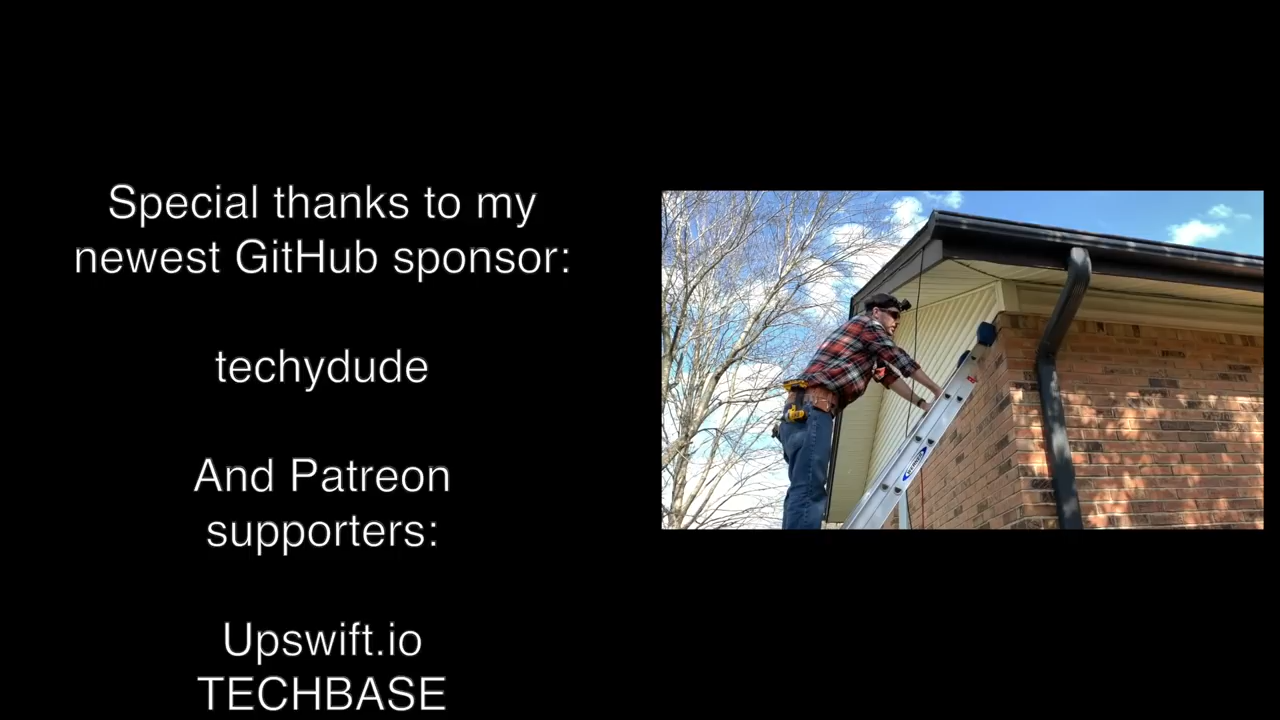 Special thanks to my
newest GitHub sponsor:
techydude
And Patreon
supporters:
Upswift.io
TECHBASE